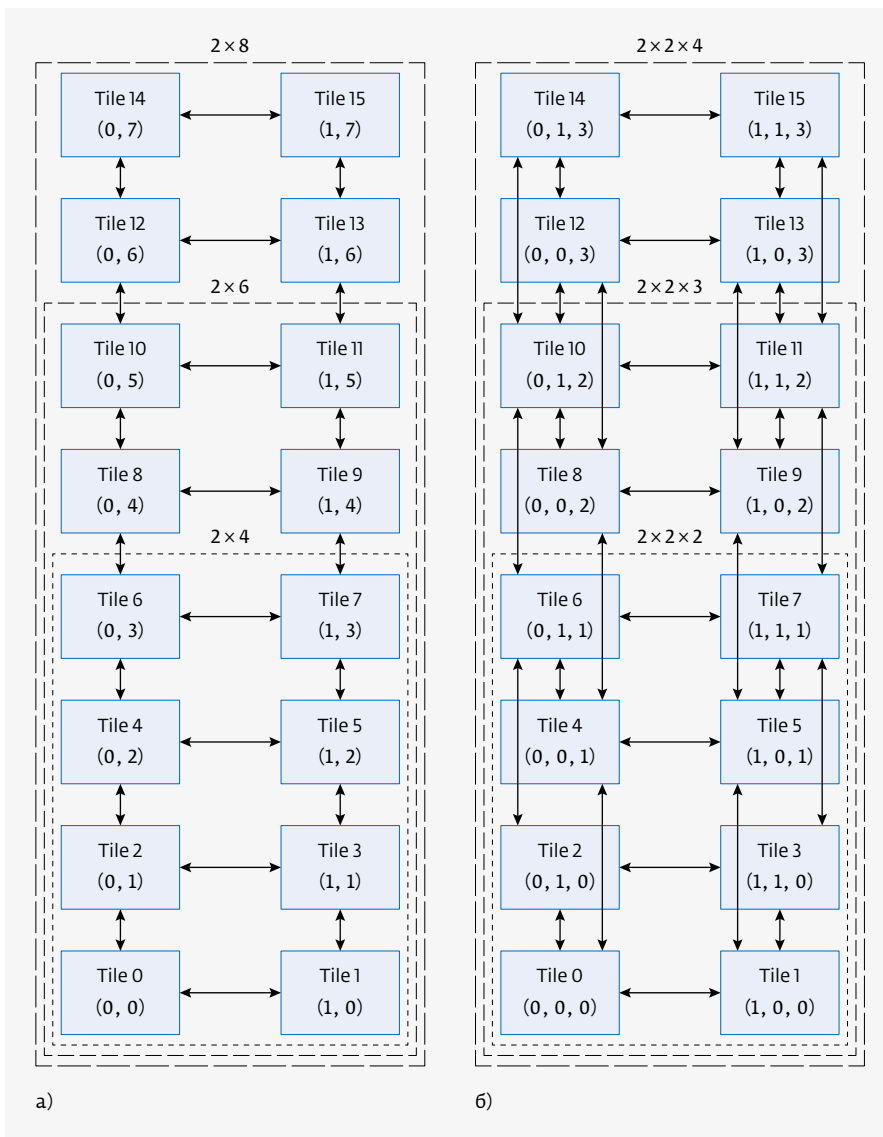 2×8
Tile 14
(0, 7)
Tile 15
(1, 7)
Tile 12
(0, 6)
Tile 13
(1, 6)
2×6
Tile 10
(0, 5)
Tile 11
(1, 5)
Tile 8
(0, 4)
Tile 9
(1, 4)
2×4
Tile 6
(0, 3)
Tile 7
(1, 3)
Tile 4
(0, 2)
Tile 5
(1, 2)
Tile 2
(0, 1)
Tile 3
(1, 1)
Tile 0
(0, 0)
Tile 1
(1, 0)
а)
2×2×4
Tile 14
(0, 1, 3)
Tile 15
(1, 1, 3)
Tile 12
(0, 0, 3)
Tile 13
(1, 0, 3)
2×2×3
Tile 10
(0, 1, 2)
Tile 11
(1, 1, 2)
Tile 8
(0, 0, 2)
Tile 9
(1, 0, 2)
2×2×2
Tile 6
(0, 1, 1)
Tile 7
(1, 1, 1)
Tile 4
(0, 0, 1)
Tile 5
(1, 0, 1)
Tile 2
(0, 1, 0)
Tile 3
(1, 1, 0)
Tile 0
(0, 0, 0)
Tile 1
(1, 0, 0)
б)